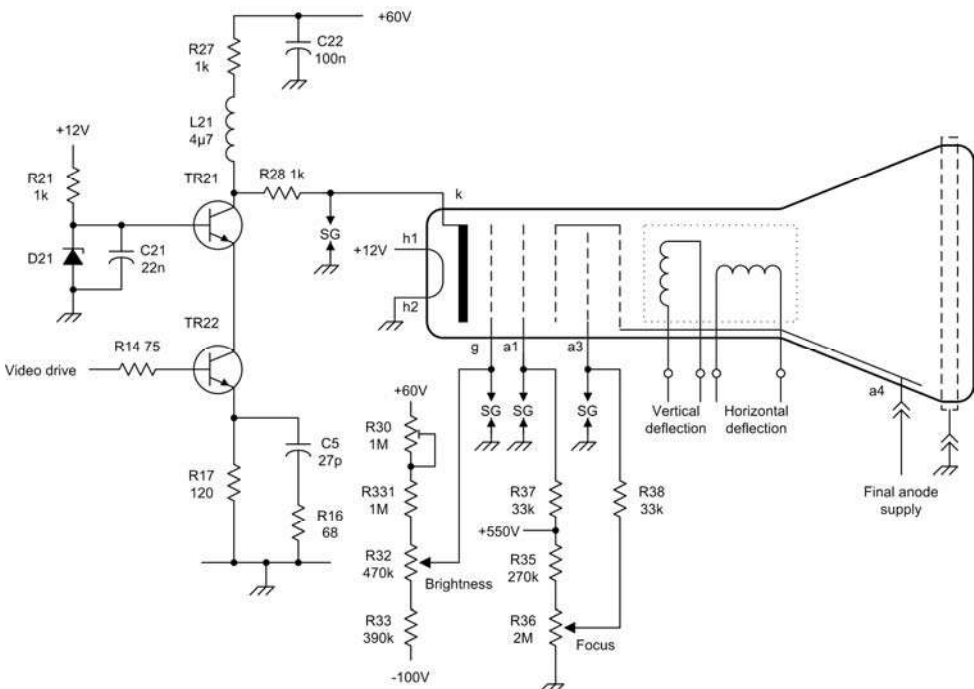 +60V
R27
1k
C22
100n
L21
4µ7
+12V
R21
1k
TR21
R28 1k
k
SG
D21
C21
22n
+12V
h1
h2
TR22
g
a1
a3
a4
R14 75
Video drive
+60V
SG
SG
SG
Vertical
deflection
Horizontal
deflection
R30
1M
C5
27p
R17
120
R331
1M
R37
33k
R38
33k
Final anode
supply
R16
68
+550V
R32
470k
Brightness
R35
270k
R33
390k
R36
2M
Focus
-100V